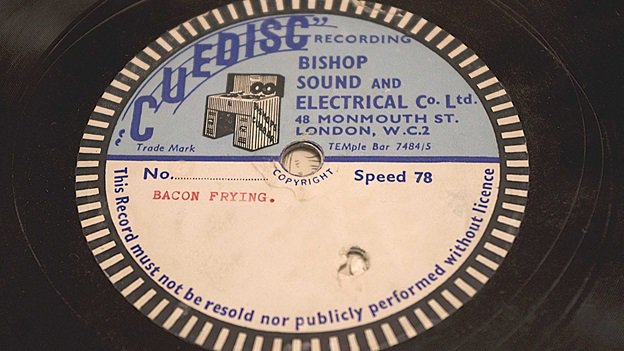 "CUEDISC"
RECORDING
BISHOP
SOUND AND
ELECTRICAL Co. Ltd.
48 MONMOUTH ST.
LONDON, W.C.2
Trade Mark
TEMple Bar 7484/5
COPYRIGHT
No.
Speed 78
BACON FRYING.
This Record must not be resold nor publicly performed without licence